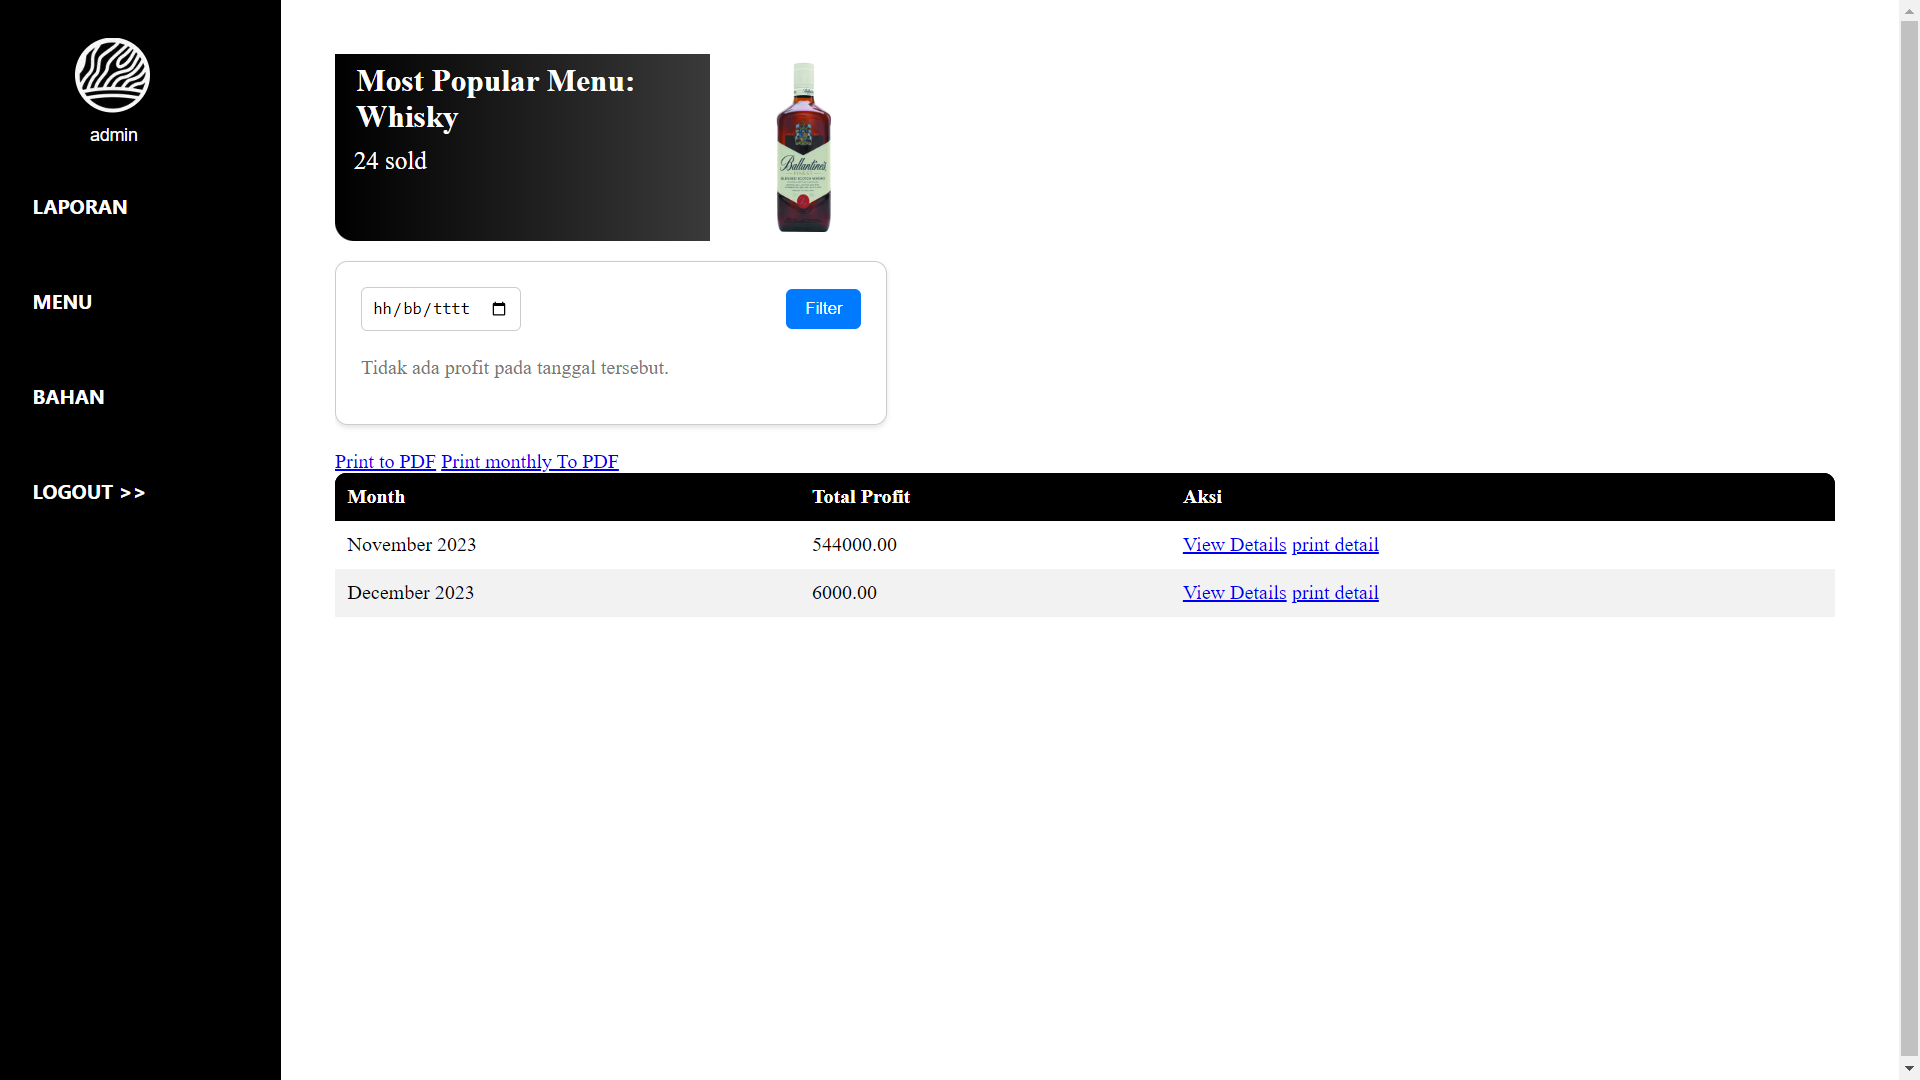 admin
LAPORAN
MENU
BAHAN
LOGOUT >>
Most Popular Menu:
Whisky
24 sold
Ballantine's
hh/bb/tttt
Filter
Tidak ada profit pada tanggal tersebut.
Print to PDF Print monthly To PDF
Month Total Profit Aksi
November 2023 544000.00 View Details print detail
December 2023 6000.00 View Details print detail